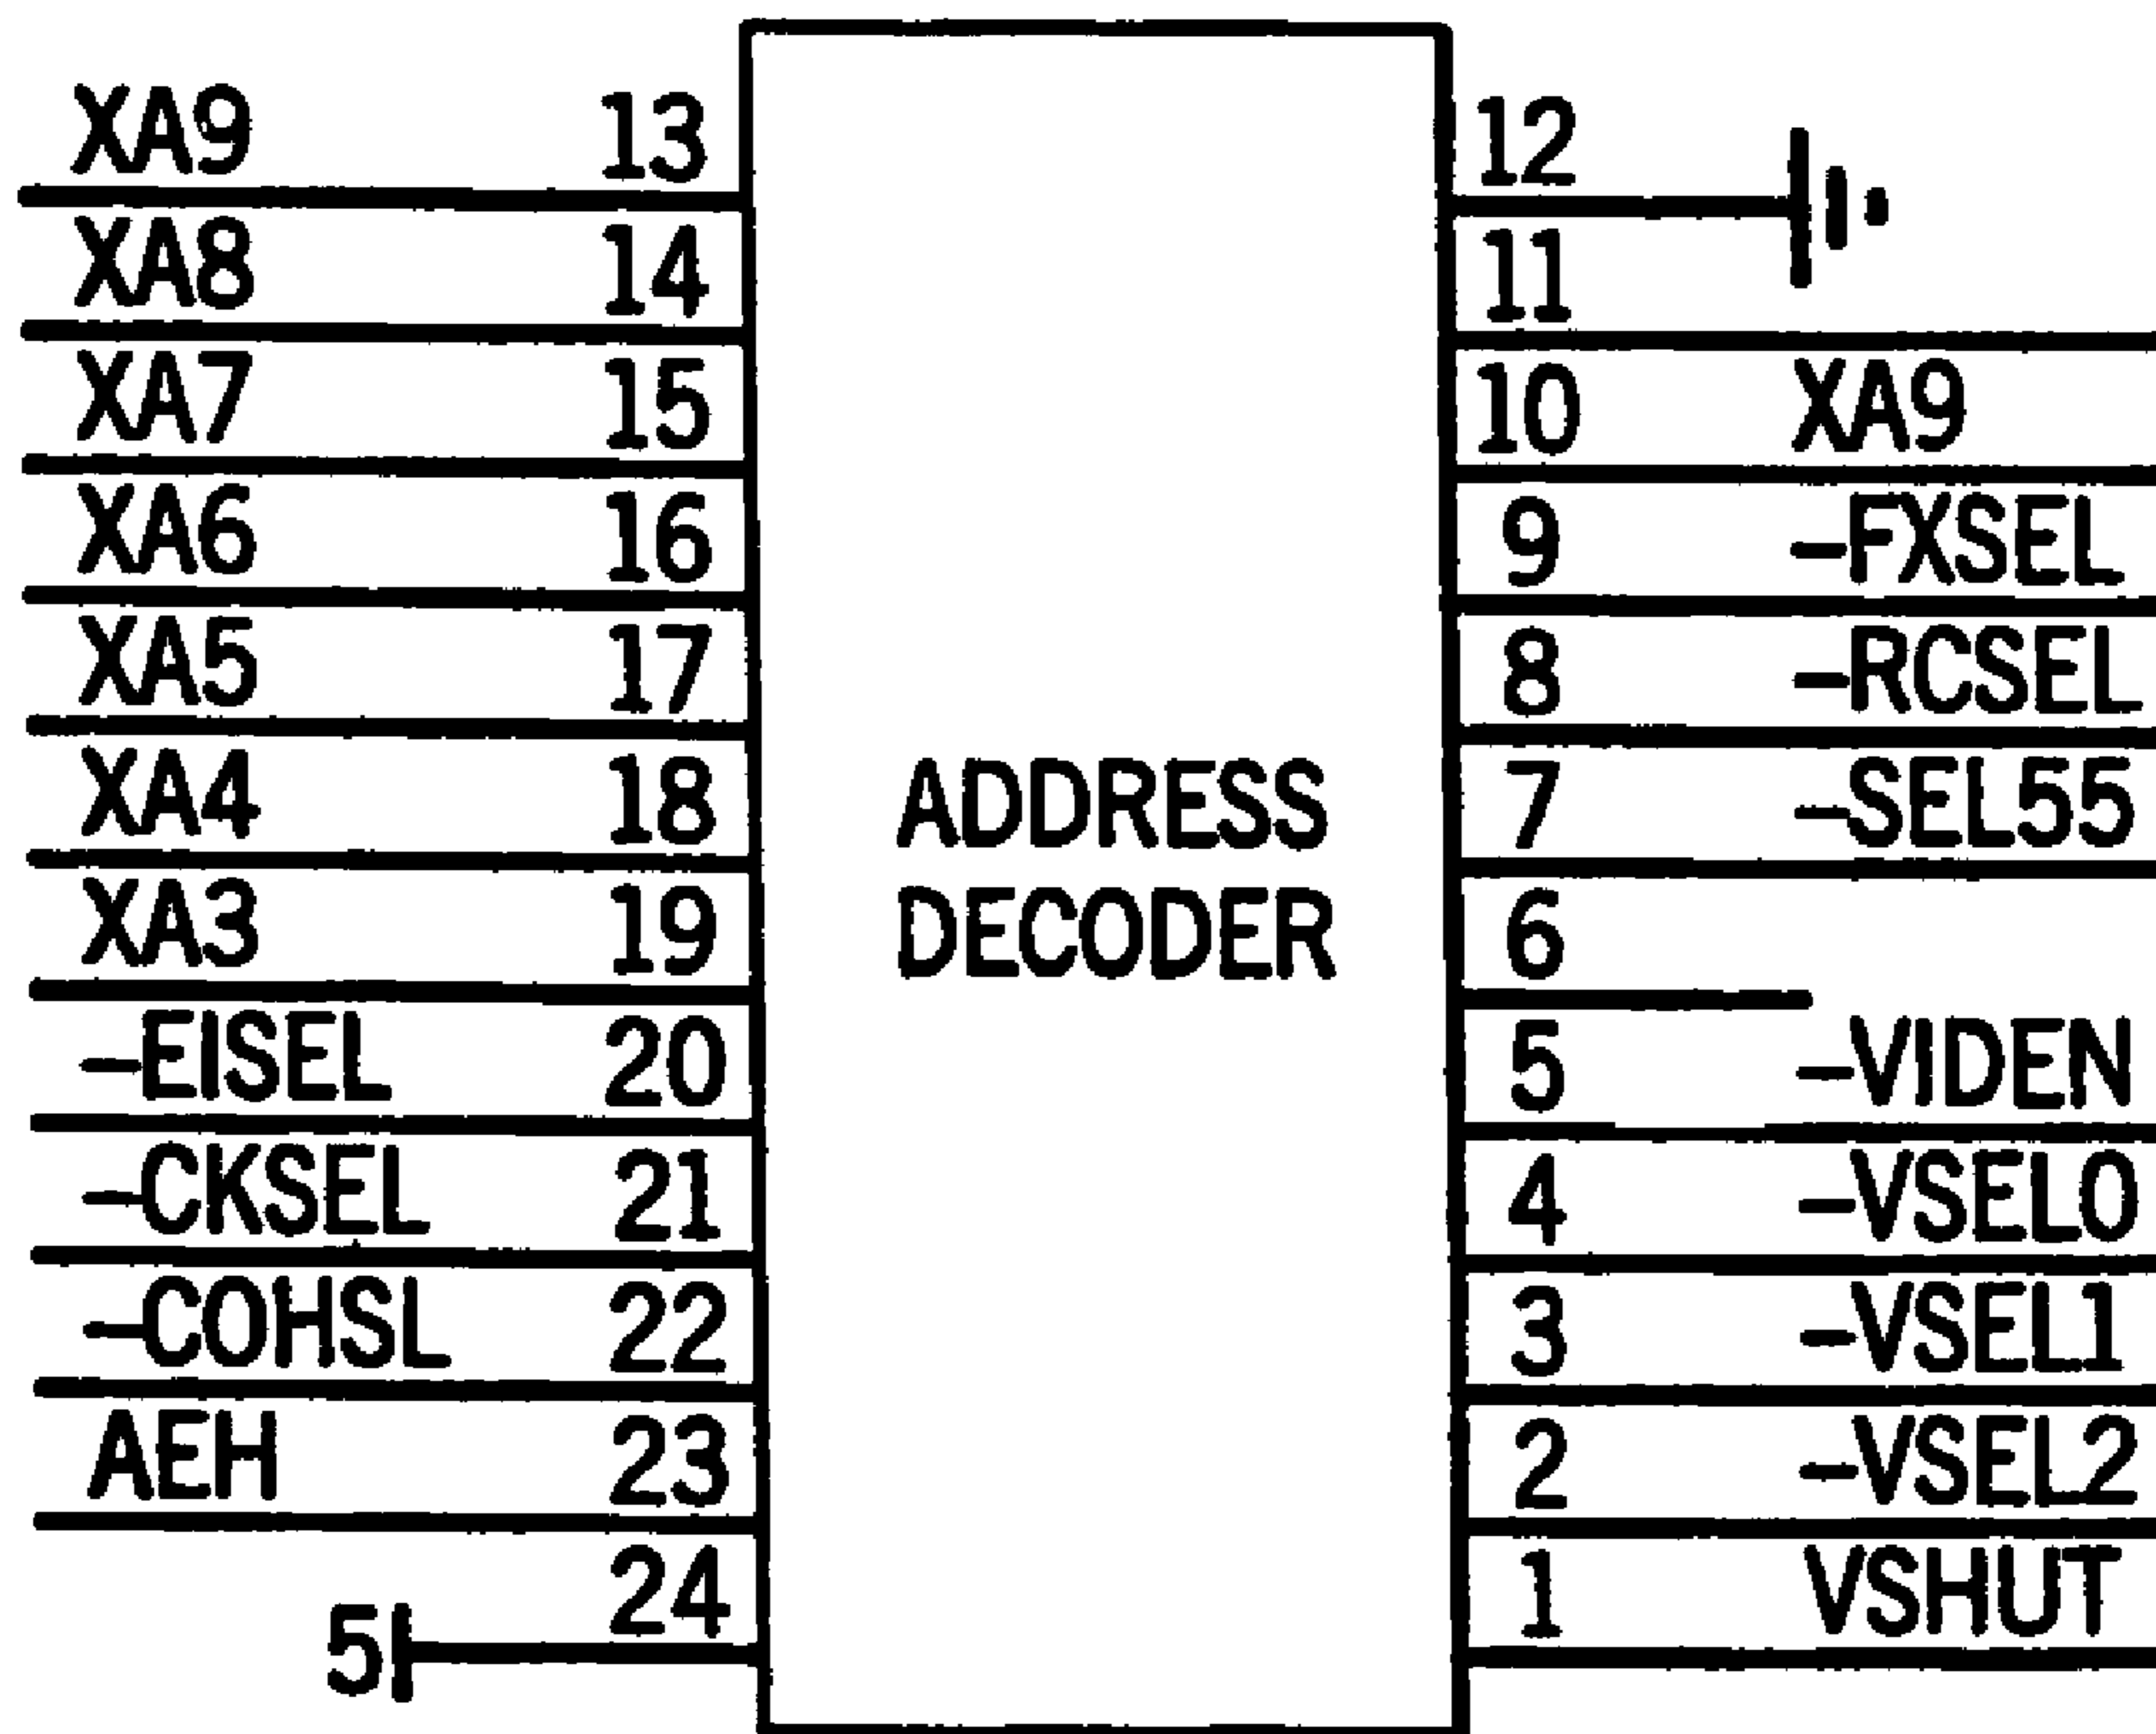 XA9 13
XA8 14
XA7 15
XA6 16
XA5 17
XA4 18
XA3 19
-EISEL 20
-CKSEL 21
-COHSL 22
AEH 23
24
5
ADDRESS
DECODER
12
11
10 XA9
9 -FXSEL
8 -RCSEL
7 -SEL55
6
5 -VIDEN
4 -VSEL0
3 -VSEL1
2 -VSEL2
1 VSHUT